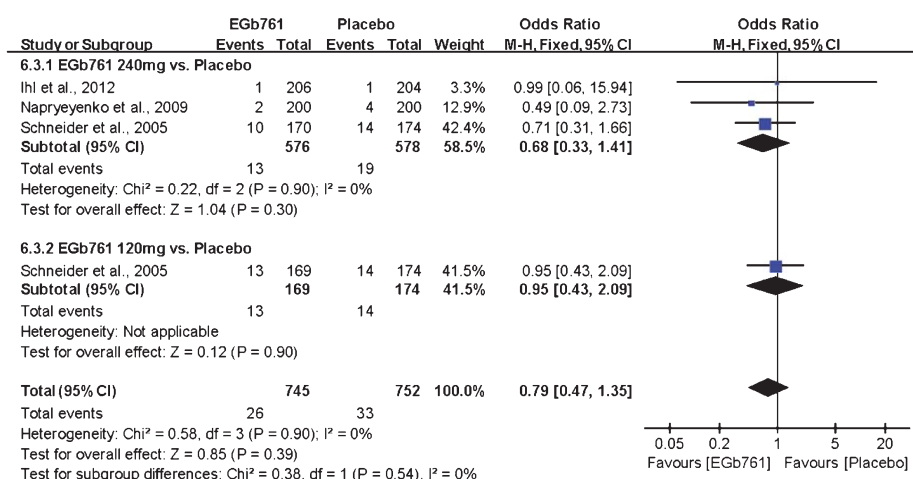 EGb761 Placebo Odds Ratio Odds Ratio
Study or Subgroup Events Total Events Total Weight M-H, Fixed, 95% CI M-H, Fixed, 95% CI
6.3.1 EGb761 240mg vs. Placebo
Ihl et al., 2012 1 206 1 204 3.3% 0.99 [0.06, 15.94]
Napryeyenko et al., 2009 2 200 4 200 12.9% 0.49 [0.09, 2.73]
Schneider et al., 2005 10 170 14 174 42.4% 0.71 [0.31, 1.66]
Subtotal (95% CI) 576 578 58.5% 0.68 [0.33, 1.41]
Total events 13 19
Heterogeneity: Chi² = 0.22, df = 2 (P = 0.90); I² = 0%
Test for overall effect: Z = 1.04 (P = 0.30)
6.3.2 EGb761 120mg vs. Placebo
Schneider et al., 2005 13 169 14 174 41.5% 0.95 [0.43, 2.09]
Subtotal (95% CI) 169 174 41.5% 0.95 [0.43, 2.09]
Total events 13 14
Heterogeneity: Not applicable
Test for overall effect: Z = 0.12 (P = 0.90)
Total (95% CI) 745 752 100.0% 0.79 [0.47, 1.35]
Total events 26 33
Heterogeneity: Chi² = 0.58, df = 3 (P = 0.90); I² = 0%
Test for overall effect: Z = 0.85 (P = 0.39)
Test for subgroup differences: Chi² = 0.38, df = 1 (P = 0.54), I² = 0%
0.05 0.2 1 5 20
Favours [EGb761] Favours [Placebo]